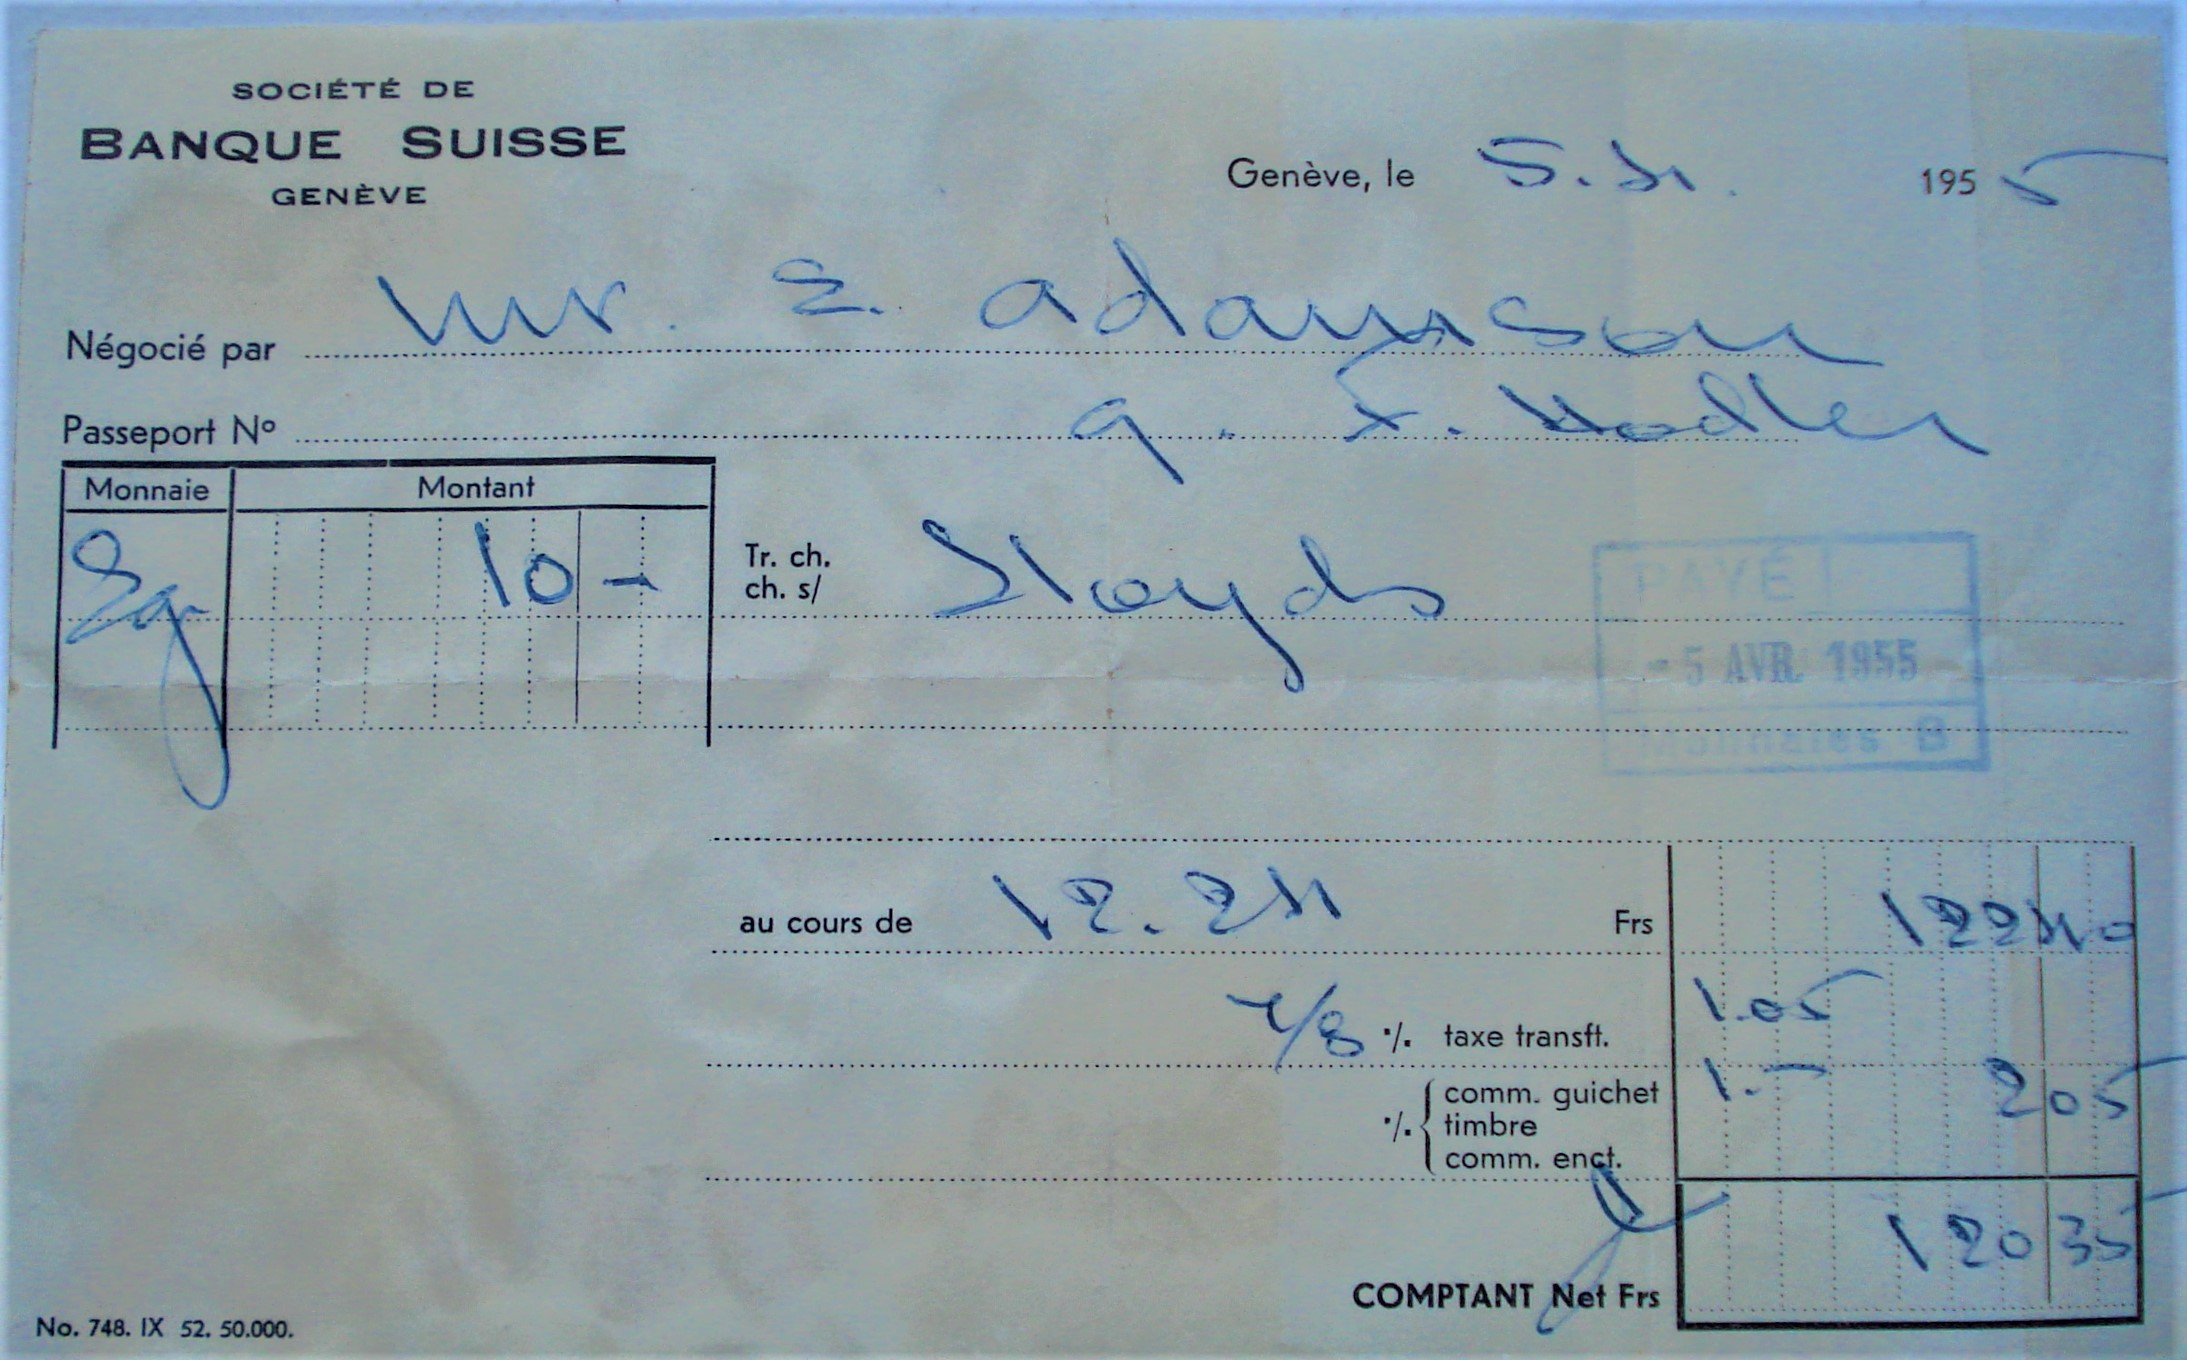 SOCIÉTÉ DE
BANQUE SUISSE
GENÈVE
Genève, le 5.4. 1955
Négocié par Mr. E. Adamson
Passeport Nº 9. F. Hodler
Monnaie Montant
10 -
Tr. ch.
ch. s/ Lloyds
PAYÉ
- 5 AVR. 1955
Monnaies B
au cours de 12.24 Frs 122 40
7/8 % taxe transft. 1.05
% comm. guichet 1.- 2 05
timbre
comm. enct.
COMPTANT Net Frs 120 35
No. 748. IX 52. 50.000.